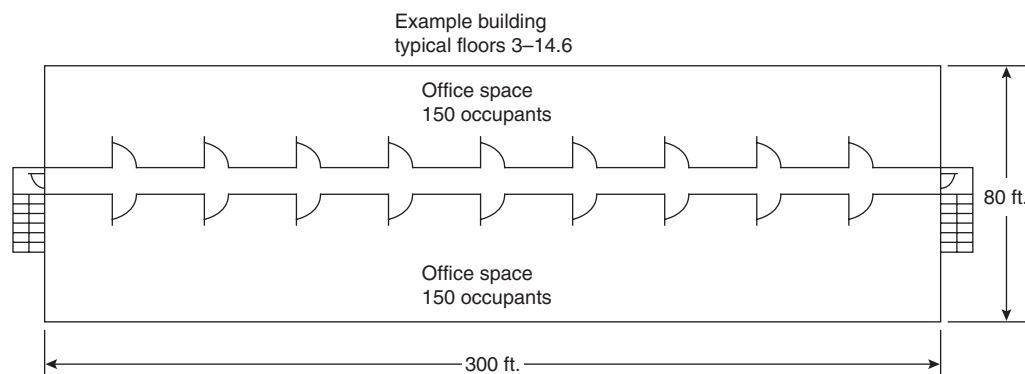 Example building
typical floors 3–14.6
Office space
150 occupants
80 ft.
Office space
150 occupants
300 ft.